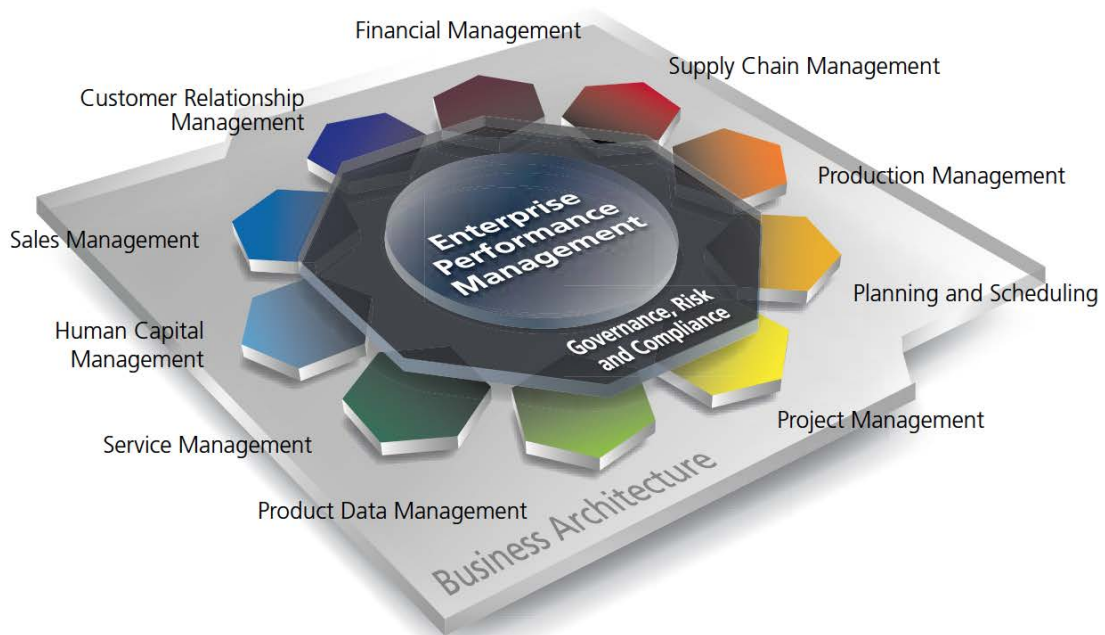 Financial Management
Supply Chain Management
Customer Relationship
Management
Production Management
Enterprise
Performance
Management
Sales Management
Planning and Scheduling
Governance, Risk
and Compliance
Human Capital
Management
Project Management
Service Management
Product Data Management
Business Architecture